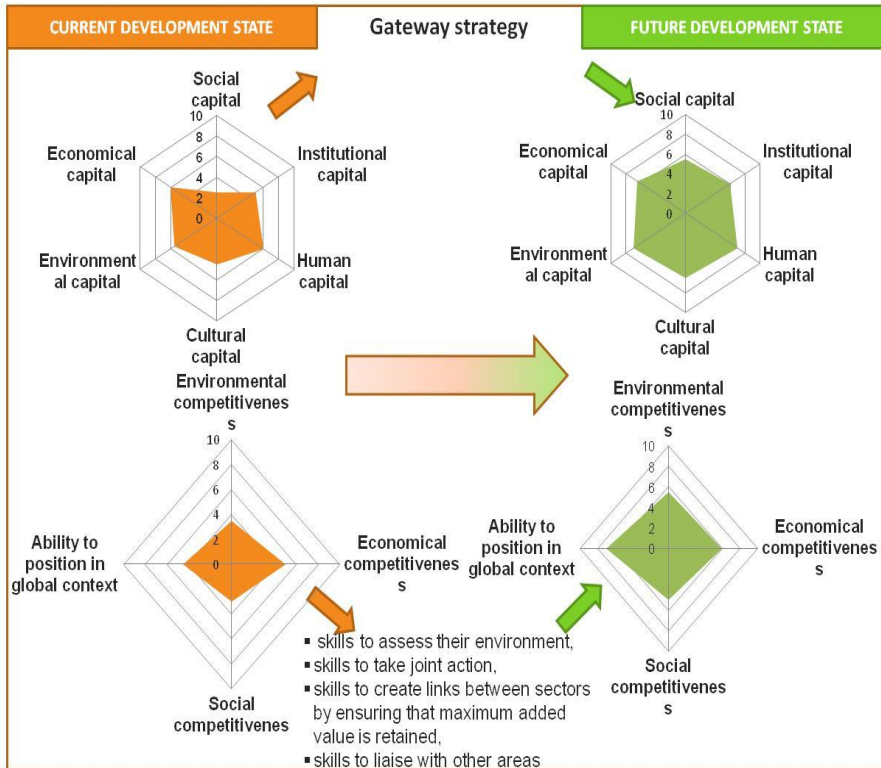 CURRENT DEVELOPMENT STATE
Gateway strategy
FUTURE DEVELOPMENT STATE
Social
capital
10
8
6
4
2
0
Economical
capital
Institutional
capital
Environment
al capital
Human
capital
Cultural
capital
Social capital
10
8
6
4
2
0
Economical
capital
Institutional
capital
Environment
al capital
Human
capital
Cultural
capital
Environmental
competitivenes
s
10
8
6
4
2
0
Ability to
position in
global context
Economical
competitivenes
s
Social
competitivenes
Environmental
competitivenes
s
10
8
6
4
2
0
Ability to
position in
global context
Economical
competitivenes
s
Social
competitivenes
s
▪ skills to assess their environment,
▪ skills to take joint action,
▪ skills to create links between sectors
by ensuring that maximum added
value is retained,
▪ skills to liaise with other areas